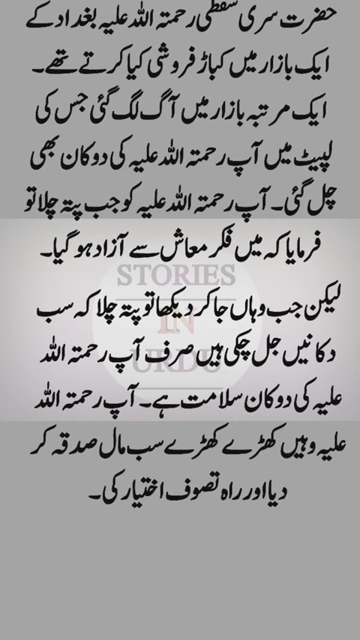 حضرت سری سقطی رحمتہ اللہ علیہ بغداد کے
ایک بازار میں کباڑ فروشی کیا کرتے تھے۔
ایک مرتبہ بازار میں آگ لگ گئی جس کی
لپیٹ میں آپ رحمتہ اللہ علیہ کی دوکان بھی
چل گئی۔ آپ رحمتہ اللہ علیہ کو جب پتہ چلا تو
فرمایا کہ میں فکر معاش سے آزاد ہو گیا۔
STORIES
لیکن جب وہاں جا کر دیکھا تو پتہ چلا کہ سب
IN
دکانیں جل چکی ہیں صرف آپ رحمتہ اللہ
URDU
علیہ کی دوکان سلامت ہے۔ آپ رحمتہ اللہ
علیہ وہیں کھڑے کھڑے سب مال صدقہ کر
دیا اور راہ تصوف اختیار کی۔